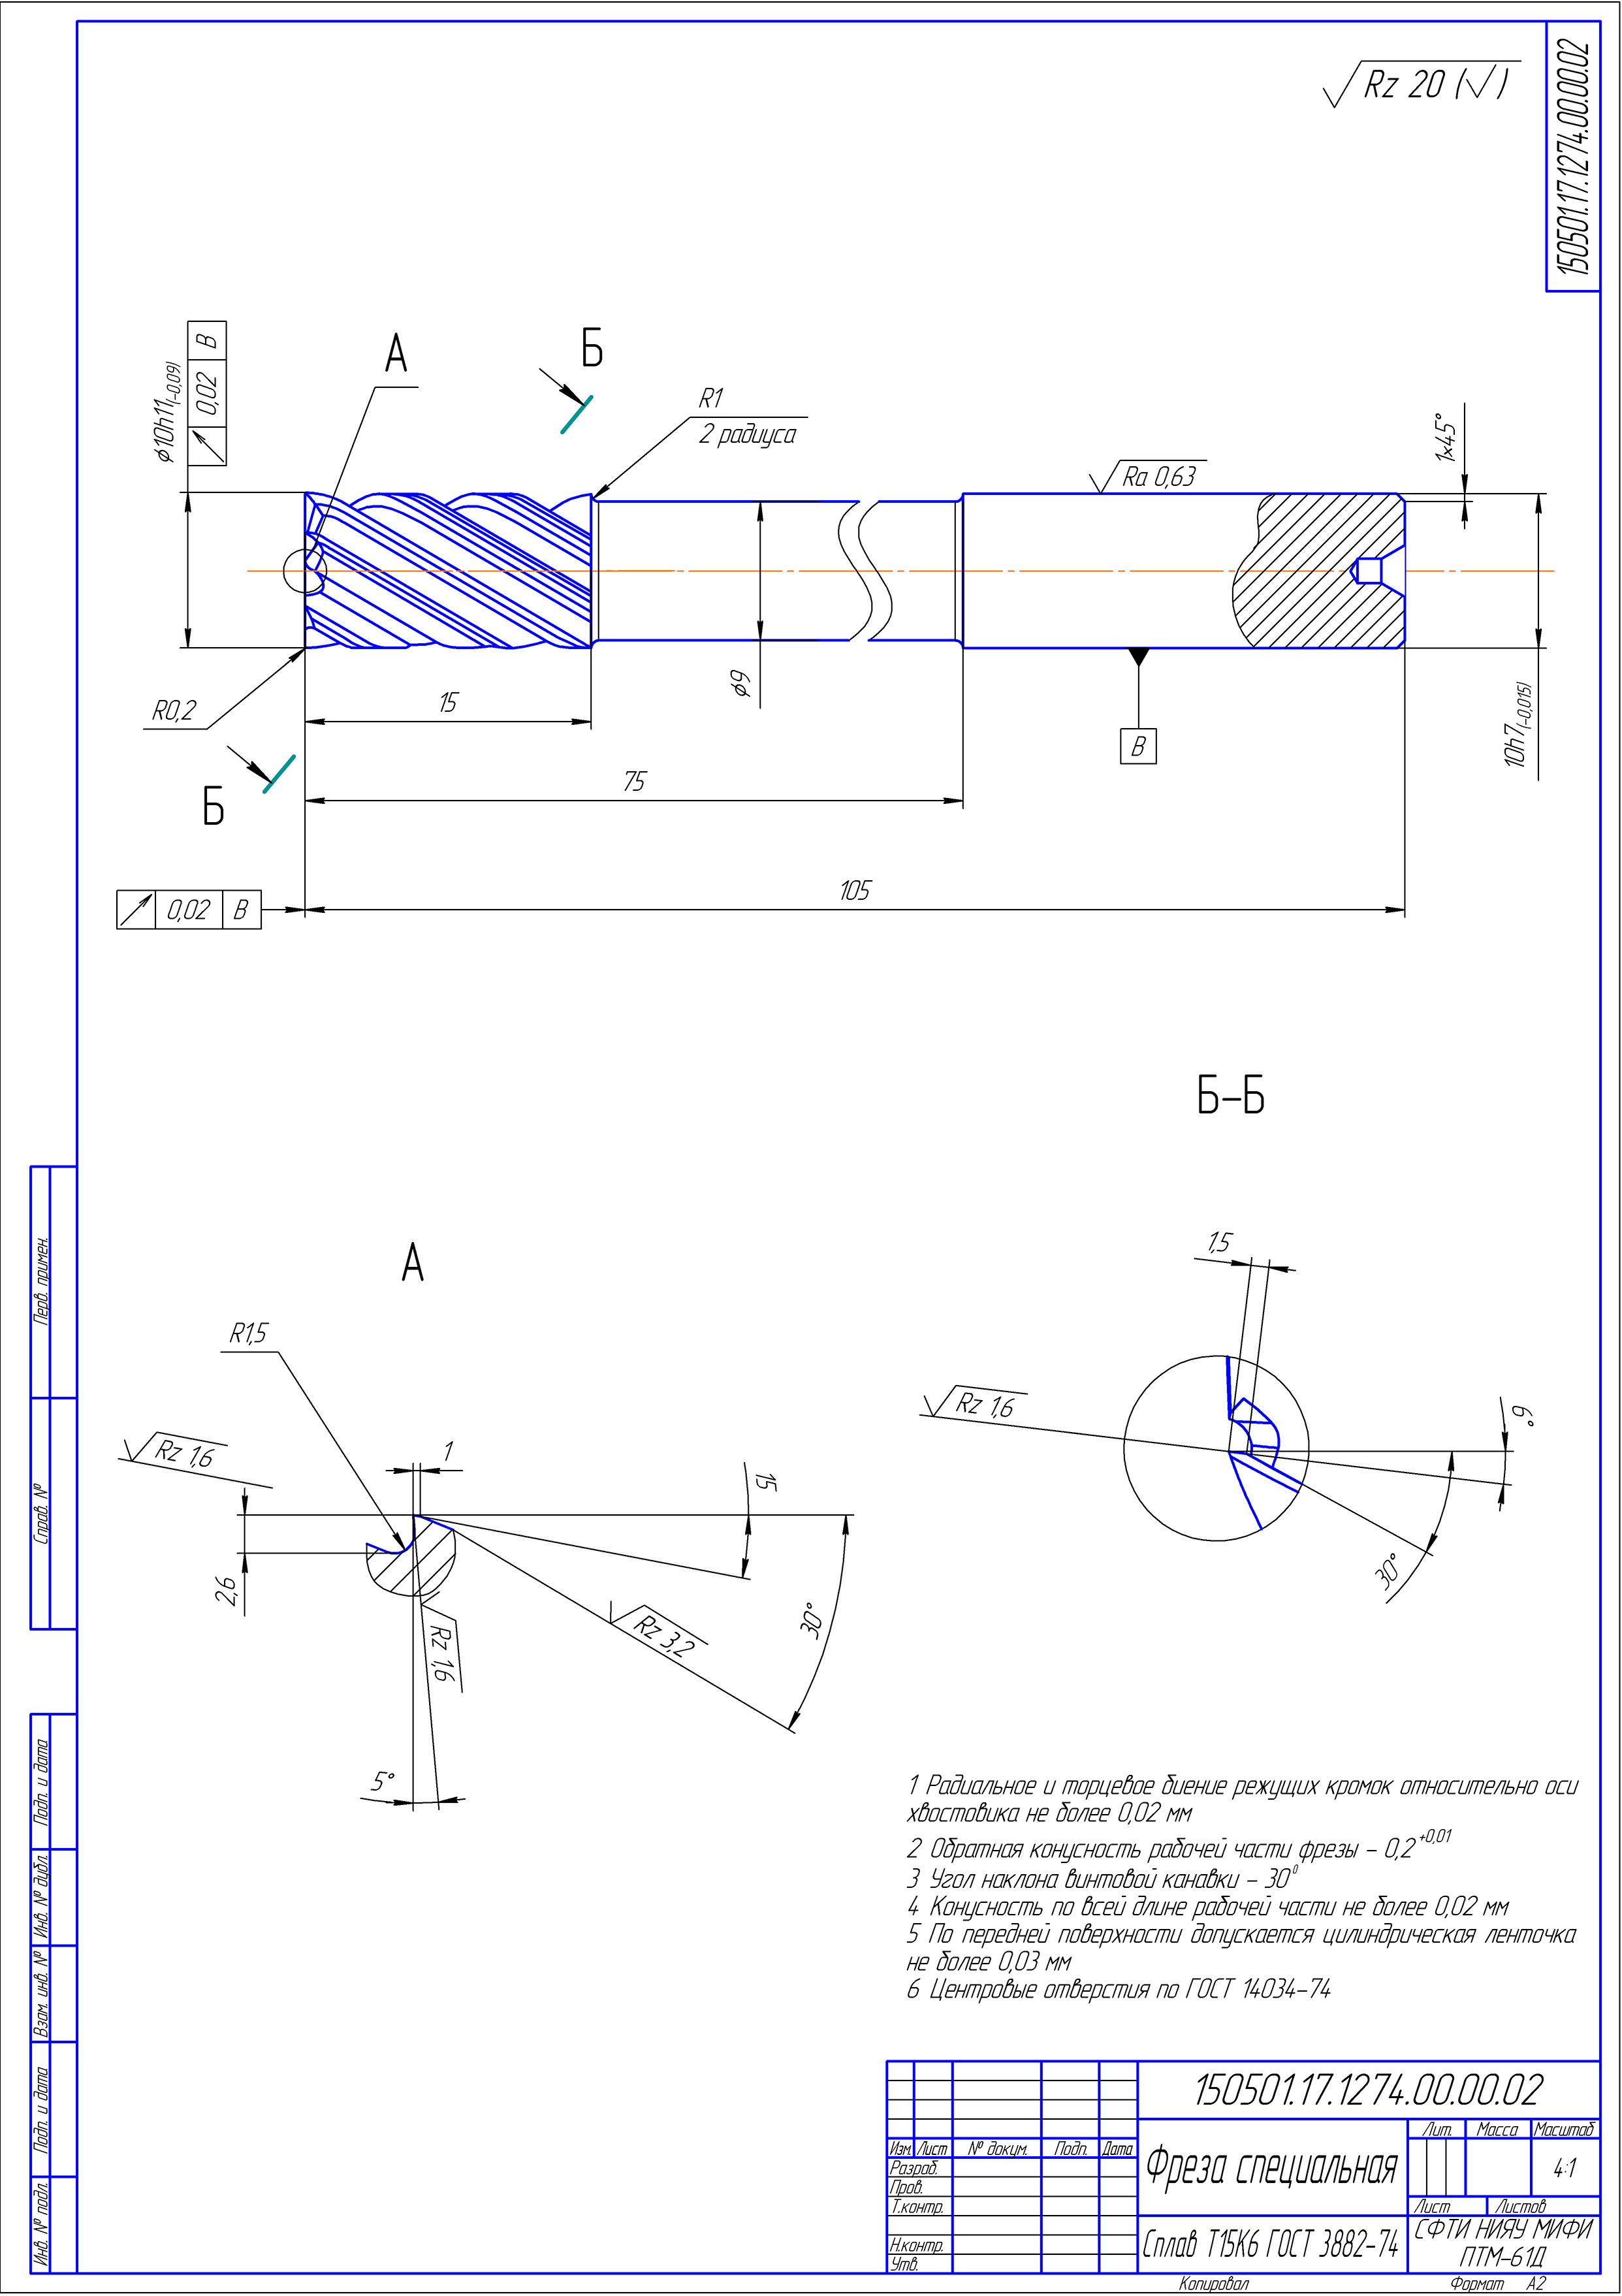 Rz 20 (√)
150501.17.1274.00.00.02
⌀10h11(-0,09)
0,02 B
А
Б
R1
2 радиуса
Ra 0,63
1x45°
R0,2
15
⌀9
B
10h7(-0,015)
75
Б
0,02 B
105
Б-Б
А
1,5
R1,5
Rz 1,6
Rz 1,6
1
15
6°
2,6
Rz 1,6
Rz 3,2
30°
30°
5°
1 Радиальное и торцевое биение режущих кромок относительно оси
хвостовика не более 0,02 мм
2 Обратная конусность рабочей части фрезы - 0,2 +0,01
3 Угол наклона винтовой канавки - 30⁰
4 Конусность по всей длине рабочей части не более 0,02 мм
5 По передней поверхности допускается цилиндрическая ленточка
не более 0,03 мм
6 Центровые отверстия по ГОСТ 14034-74
Перв. примен.
Справ. №
Подп. и дата
Инв. № дубл.
Взам. инв. №
Подп. и дата
Инв. № подл.
150501.17.1274.00.00.02
Изм Лист № докум. Подп. Дата
Разраб.
Пров.
Т.контр.
Н.контр.
Утв.
Фреза специальная
Лит. Масса Масштаб
4:1
Лист Листов
Сплав Т15К6 ГОСТ 3882-74
СФТИ НИЯУ МИФИ
ПТМ-61Д
Копировал Формат А2